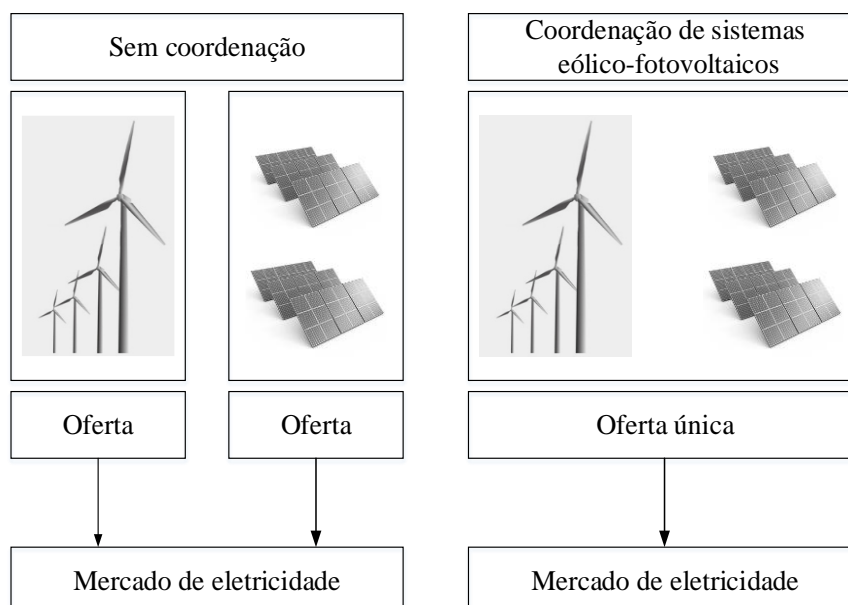 Sem coordenação
Coordenação de sistemas
eólico-fotovoltaicos
Oferta
Oferta
Oferta única
Mercado de eletricidade
Mercado de eletricidade